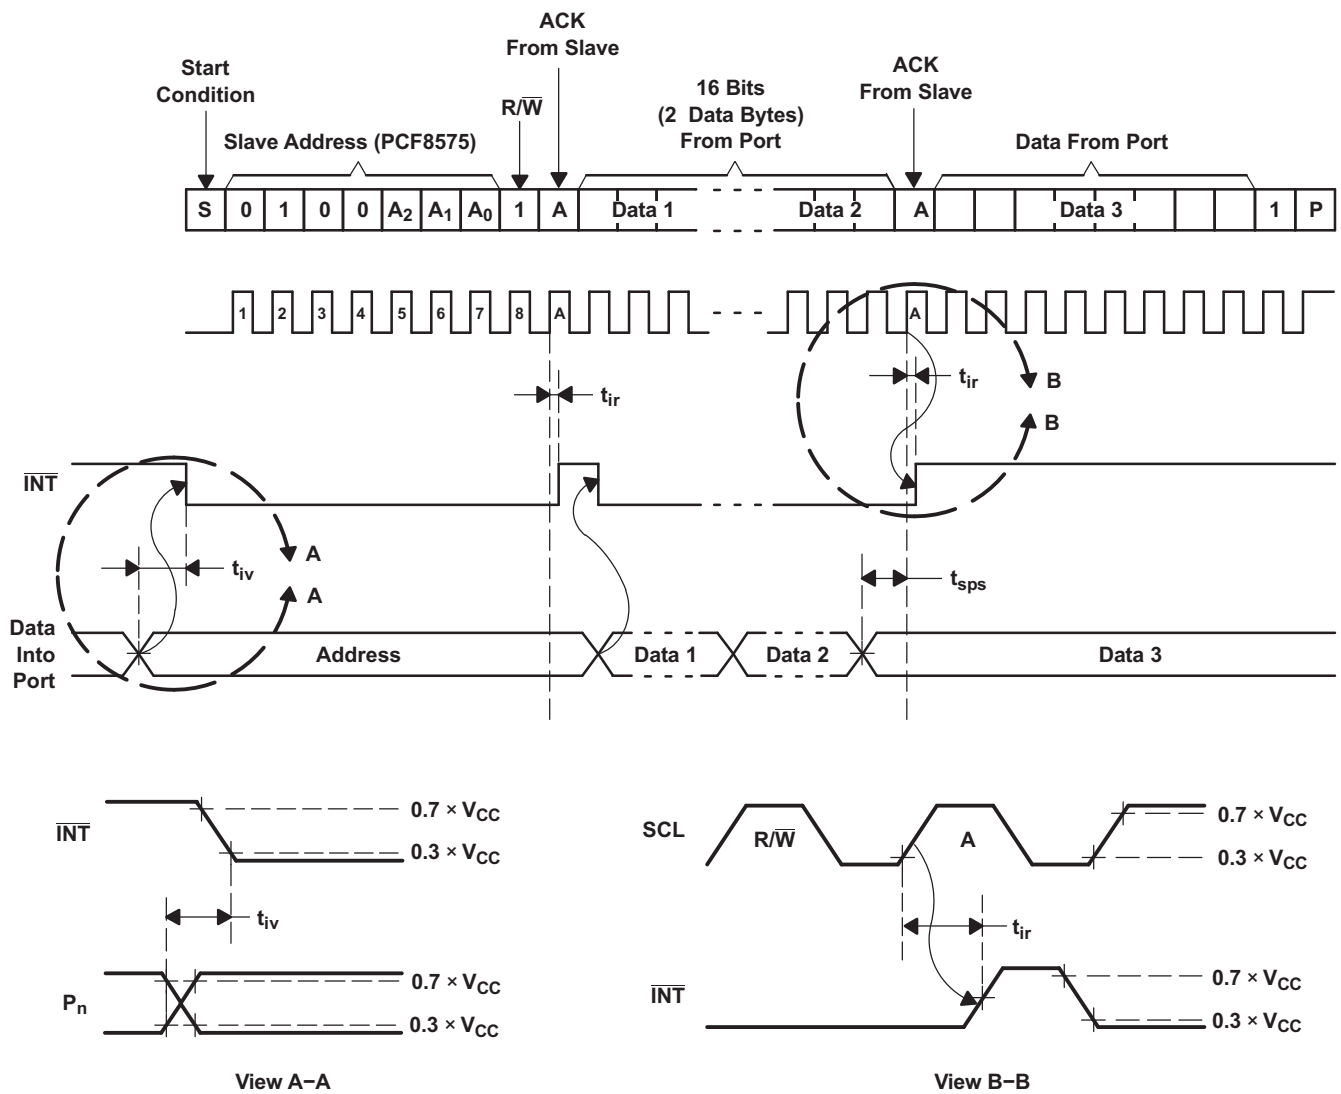 ACK
From Slave
Start
Condition
R/W̅
16 Bits
(2 Data Bytes)
From Port
ACK
From Slave
Slave Address (PCF8575)
Data From Port
S 0 1 0 0 A2 A1 A0 1 A Data 1 Data 2 A Data 3 1 P
1 2 3 4 5 6 7 8 A A
tir
tir
B
B
I̅N̅T̅
A
tiv
A
tsps
Data
Into
Port
Address Data 1 Data 2 Data 3
I̅N̅T̅
0.7 × VCC
0.3 × VCC
tiv
Pn
0.7 × VCC
0.3 × VCC
View A−A
SCL
R/W̅
A
0.7 × VCC
0.3 × VCC
tir
I̅N̅T̅
0.7 × VCC
0.3 × VCC
View B−B